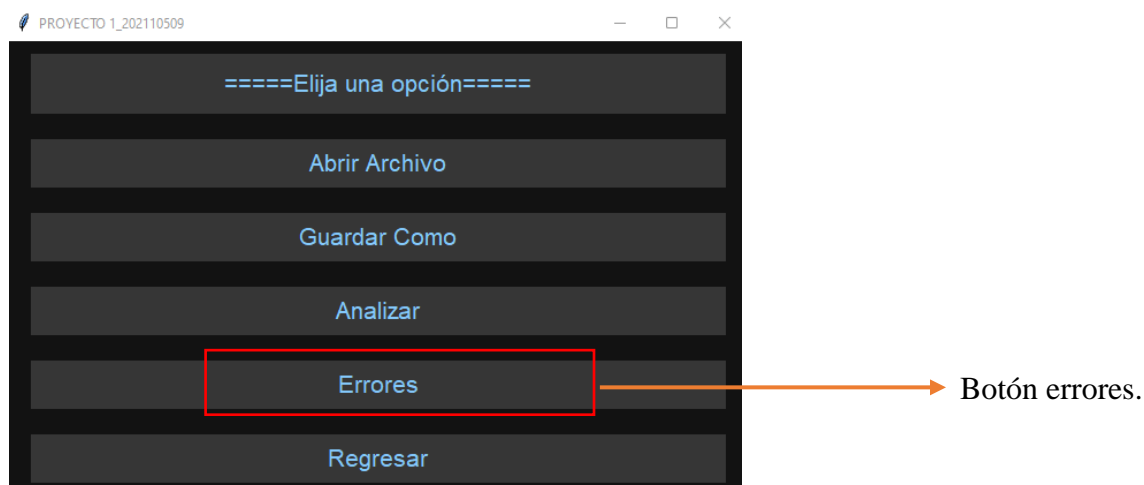 PROYECTO 1_202110509
=====Elija una opción=====
Abrir Archivo
Guardar Como
Analizar
Errores
Botón errores.
Regresar